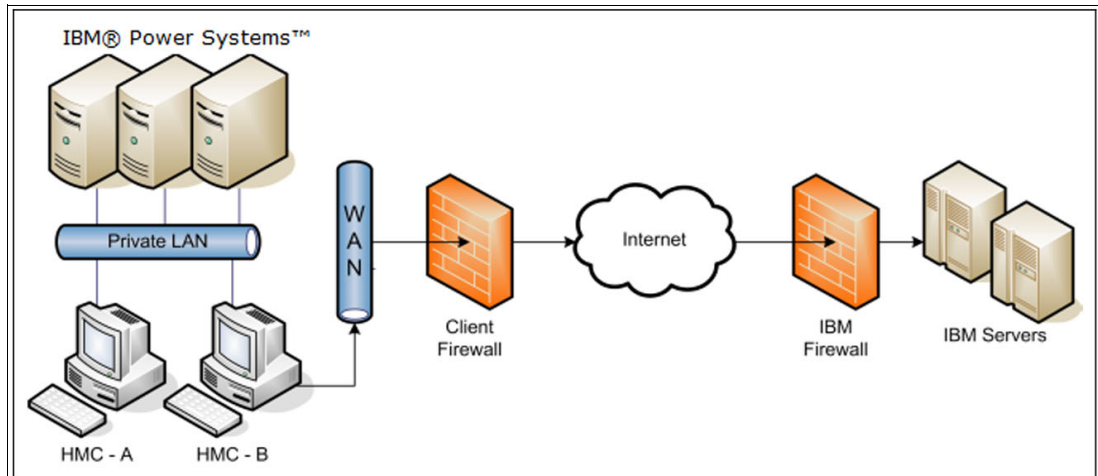 IBM® Power Systems™
Private LAN
HMC - A
HMC - B
W
A
N
Client
Firewall
Internet
IBM
Firewall
IBM Servers